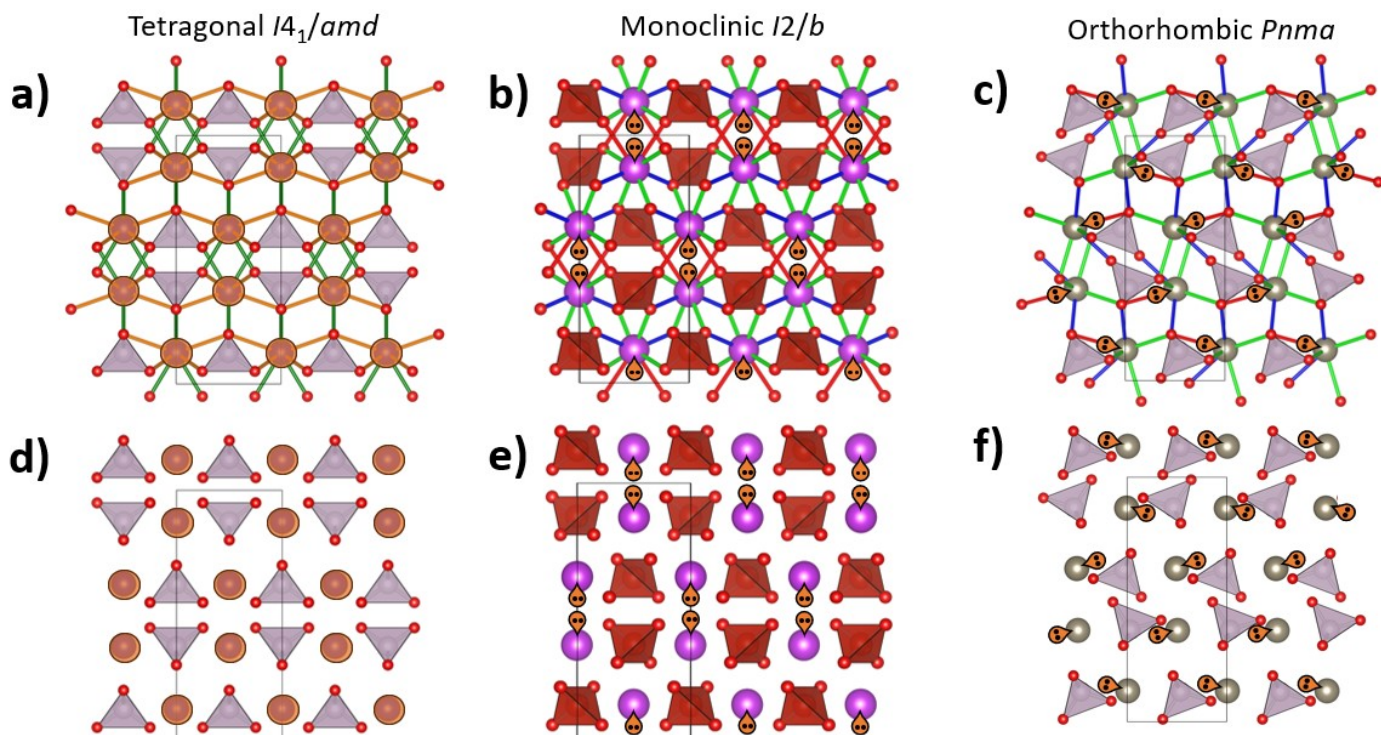 Tetragonal I4₁/amd
Monoclinic I2/b
Orthorhombic Pnma
a)
b)
c)
d)
e)
f)